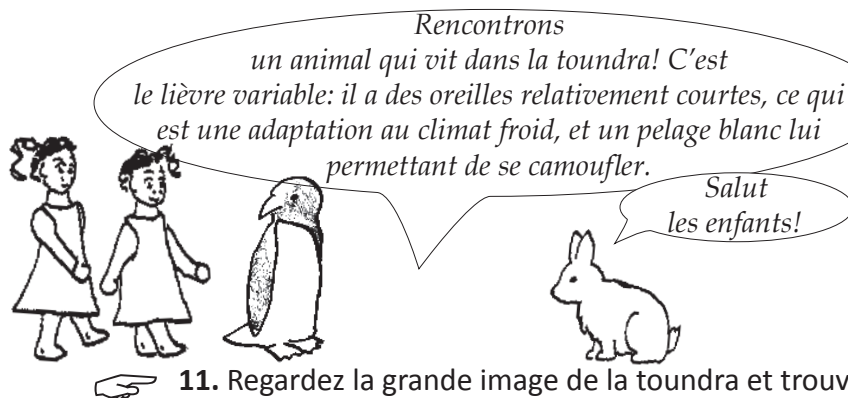 Rencontrons
un animal qui vit dans la toundra! C'est
le lièvre variable: il a des oreilles relativement courtes, ce qui
est une adaptation au climat froid, et un pelage blanc lui
permettant de se camoufler.
Salut
les enfants!
11. Regardez la grande image de la toundra et trouv